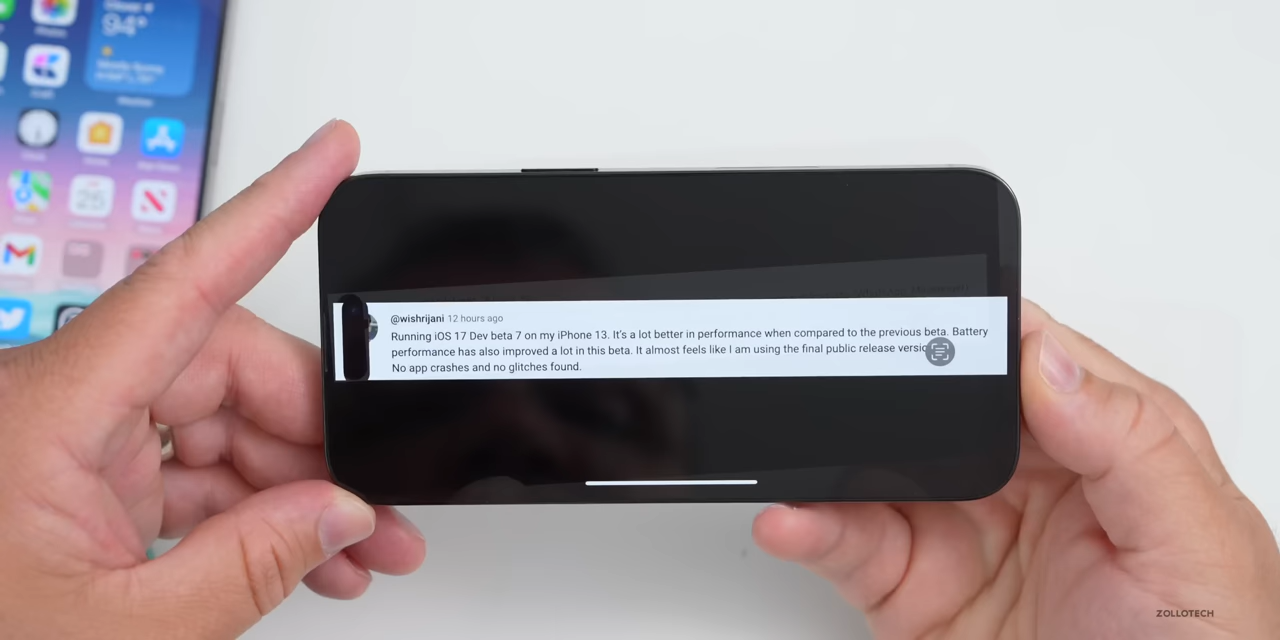 94°
25
@wishrijani 12 hours ago
Running iOS 17 Dev beta 7 on my iPhone 13. It's a lot better in performance when compared to the previous beta. Battery
performance has also improved a lot in this beta. It almost feels like I am using the final public release
No app crashes and no glitches found.
ZOLLOTECH